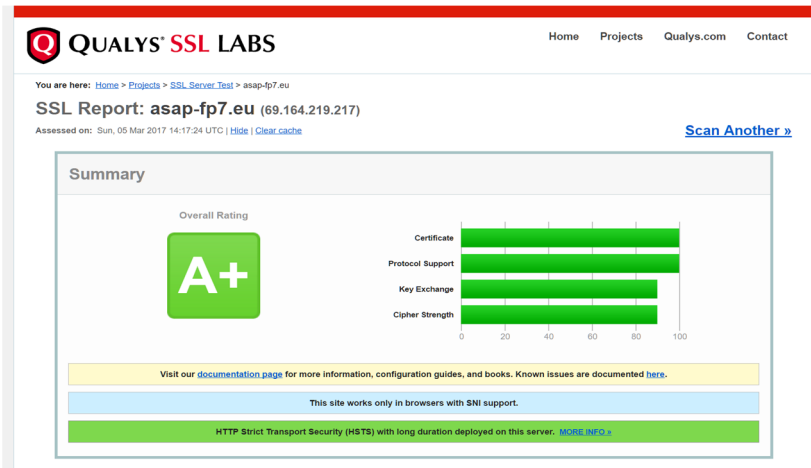 QUALYS® SSL LABS
Home Projects Qualys.com Contact
You are here: Home > Projects > SSL Server Test > asap-fp7.eu
SSL Report: asap-fp7.eu (69.164.219.217)
Assessed on: Sun, 05 Mar 2017 14:17:24 UTC | Hide | Clear cache
Scan Another »
Summary
Overall Rating
A+
Certificate
Protocol Support
Key Exchange
Cipher Strength
0 20 40 60 80 100
Visit our documentation page for more information, configuration guides, and books. Known issues are documented here.
This site works only in browsers with SNI support.
HTTP Strict Transport Security (HSTS) with long duration deployed on this server. MORE INFO »